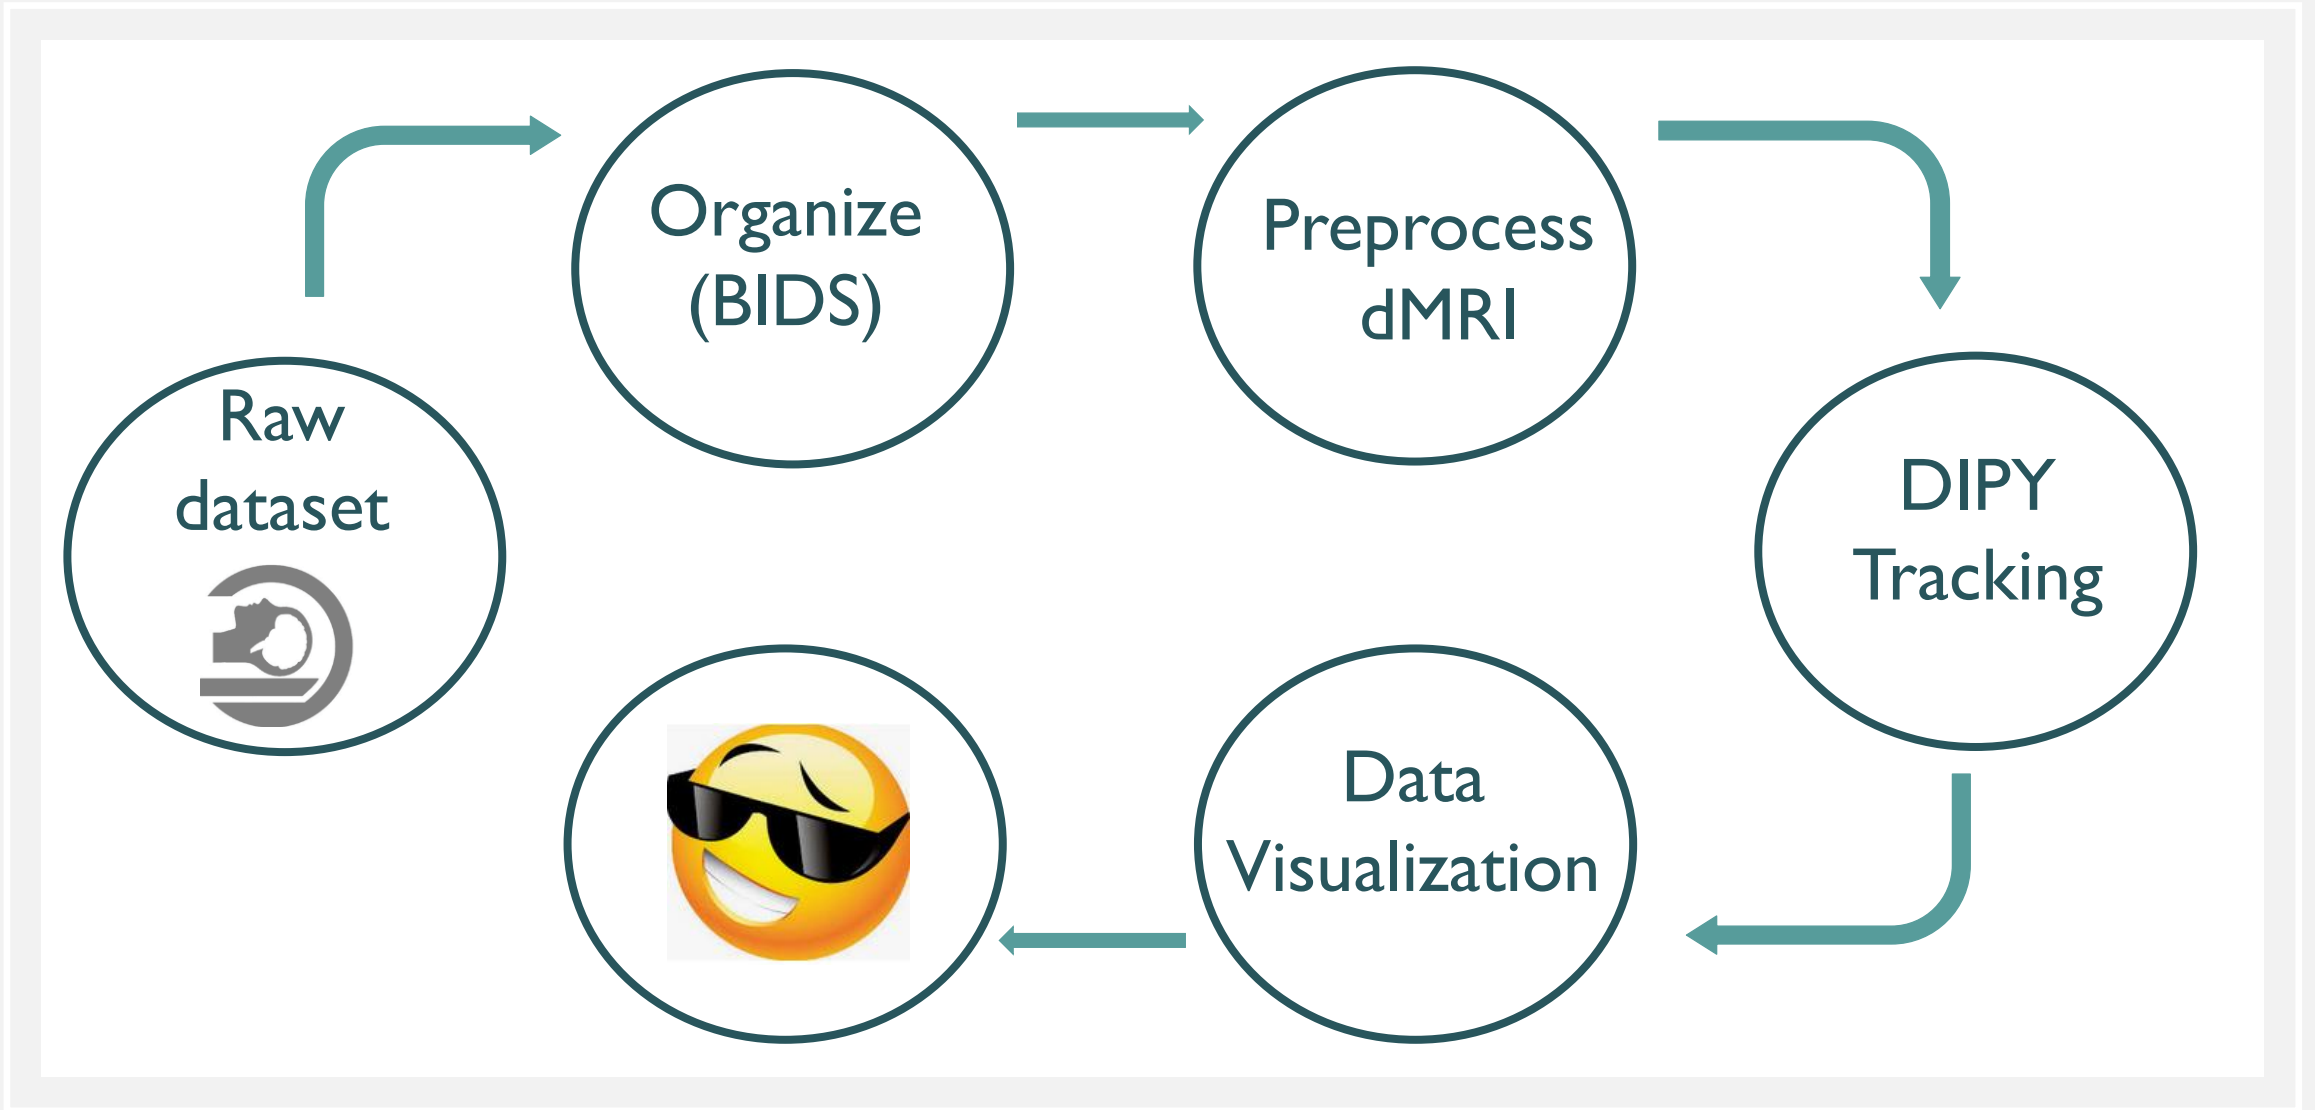 Raw
dataset
Organize
(BIDS)
Preprocess
dMRI
DIPY
Tracking
Data
Visualization